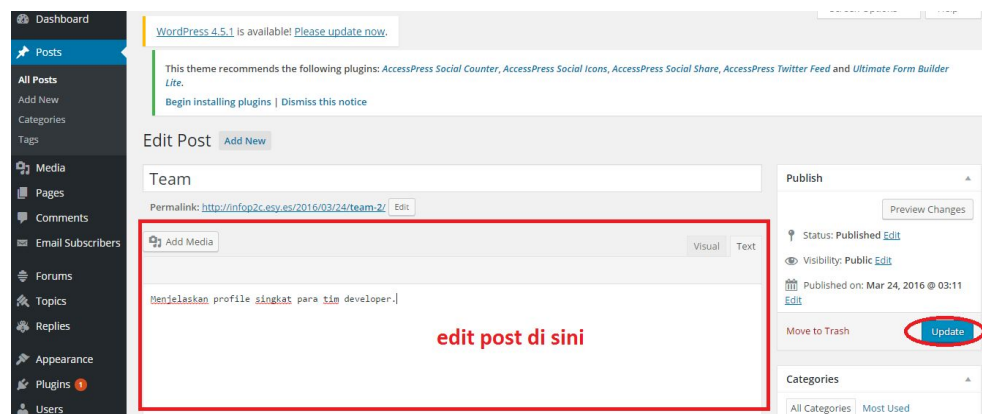 Dashboard
Posts
All Posts
Add New
Categories
Tags
Media
Pages
Comments
Email Subscribers
Forums
Topics
Replies
Appearance
Plugins 1
Users
WordPress 4.5.1 is available! Please update now.
This theme recommends the following plugins: AccessPress Social Counter, AccessPress Social Icons, AccessPress Social Share, AccessPress Twitter Feed and Ultimate Form Builder
Lite.
Begin installing plugins | Dismiss this notice
Edit Post Add New
Team
Permalink: http://infop2c.esy.es/2016/03/24/team-2/ Edit
Add Media
Visual Text
Menjelaskan profile singkat para tim developer.
edit post di sini
Publish
Preview Changes
Status: Published Edit
Visibility: Public Edit
Published on: Mar 24, 2016 @ 03:11
Edit
Move to Trash Update
Categories
All Categories Most Used